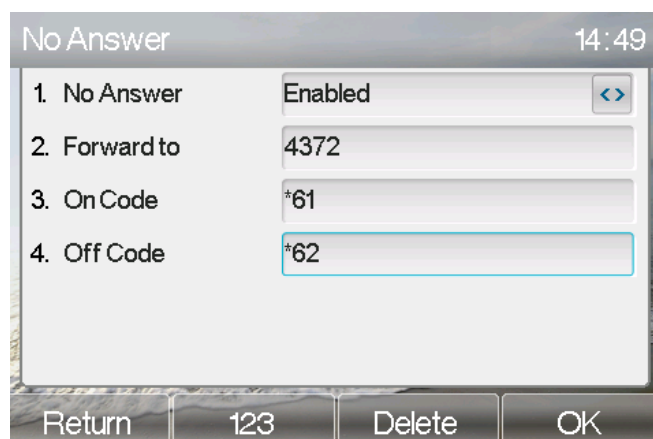 No Answer 14:49
1. No Answer Enabled <>
2. Forward to 4372
3. On Code *61
4. Off Code *62
Return 123 Delete OK